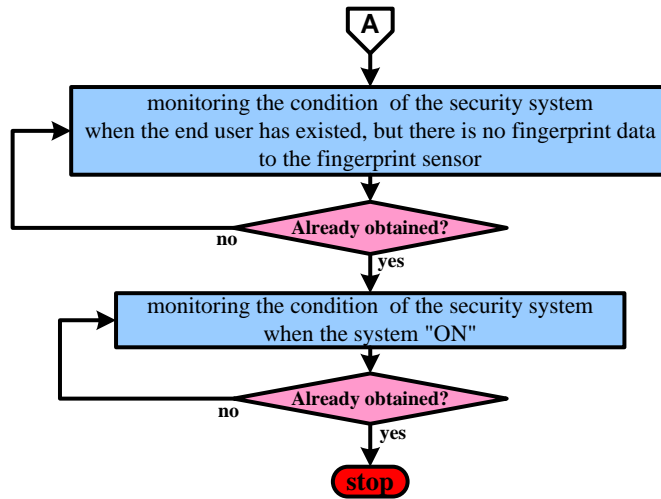 A
monitoring the condition of the security system
when the end user has existed, but there is no fingerprint data
to the fingerprint sensor
Already obtained?
no
yes
monitoring the condition of the security system
when the system "ON"
Already obtained?
no
yes
stop